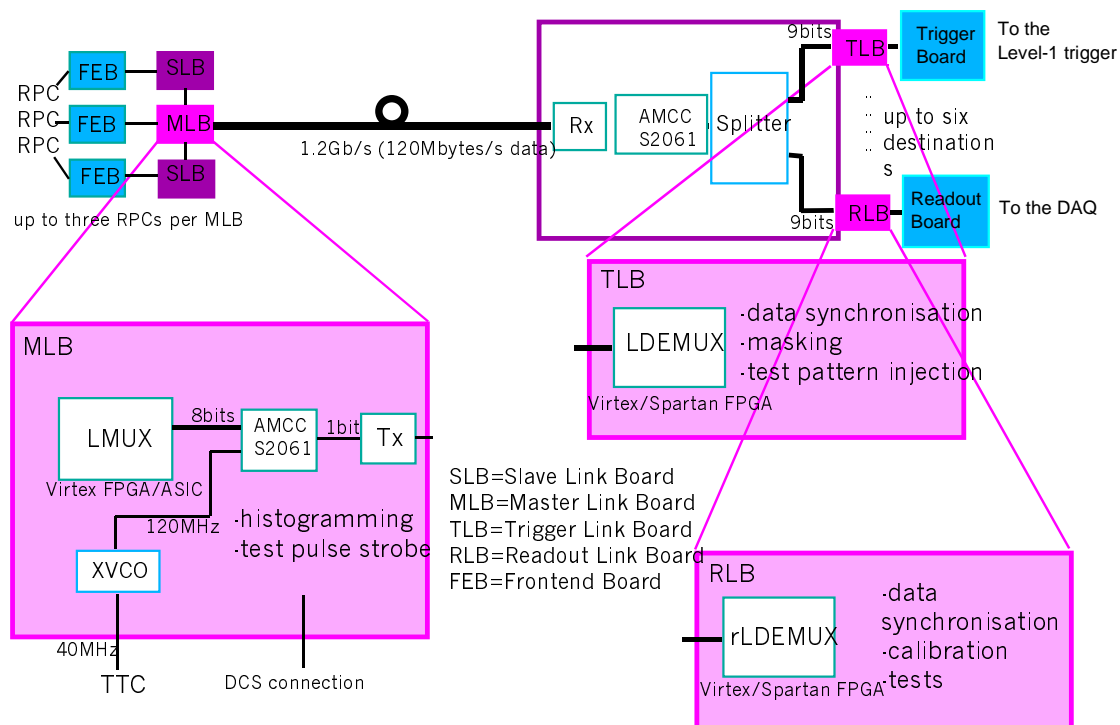 FEB
SLB
RPC
RPC
FEB
MLB
RPC
FEB
SLB
up to three RPCs per MLB
1.2Gb/s (120Mbytes/s data)
Rx
AMCC
S2061
Splitter
9bits
TLB
Trigger
Board
To the
Level-1 trigger
up to six
destination
s
9bits
RLB
Readout
Board
To the DAQ
MLB
LMUX
Virtex FPGA/ASIC
8bits
AMCC
S2061
1bit
Tx
120MHz
-histogramming
-test pulse strobe
XVCO
40MHz
TTC
DCS connection
TLB
LDEMUX
Virtex/Spartan FPGA
-data synchronisation
-masking
-test pattern injection
SLB=Slave Link Board
MLB=Master Link Board
TLB=Trigger Link Board
RLB=Readout Link Board
FEB=Frontend Board
RLB
rLDEMUX
Virtex/Spartan FPGA
-data
synchronisation
-calibration
-tests